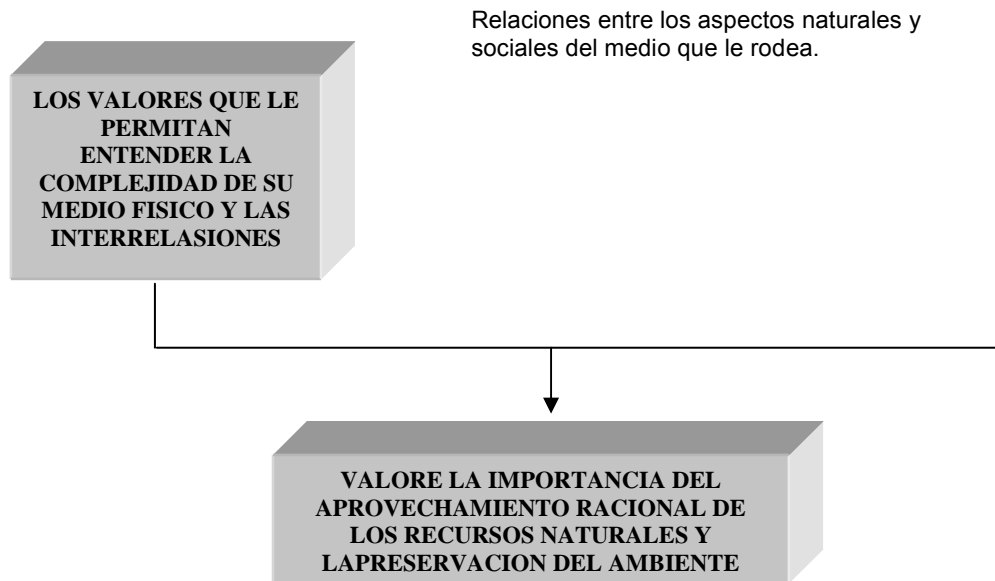 Relaciones entre los aspectos naturales y
sociales del medio que le rodea.
LOS VALORES QUE LE
PERMITAN
ENTENDER LA
COMPLEJIDAD DE SU
MEDIO FISICO Y LAS
INTERRELASIONES
VALORE LA IMPORTANCIA DEL
APROVECHAMIENTO RACIONAL DE
LOS RECURSOS NATURALES Y
LAPRESERVACION DEL AMBIENTE